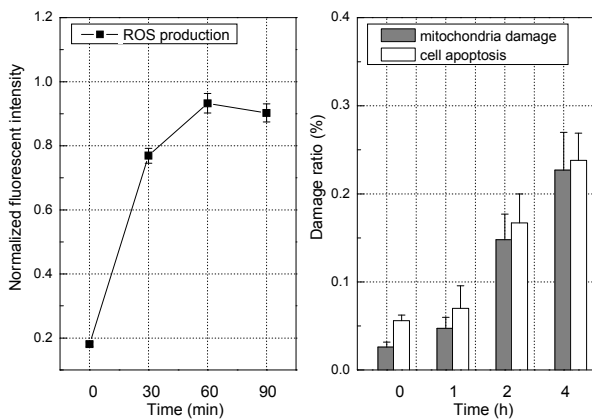 1.2
1.0
0.8
0.6
0.4
0.2
Normalized fluorescent intensity
ROS production
0 30 60 90
Time (min)
0.4
0.3
0.2
0.1
0.0
Damage ratio (%)
mitochondria damage
cell apoptosis
0 1 2 4
Time (h)